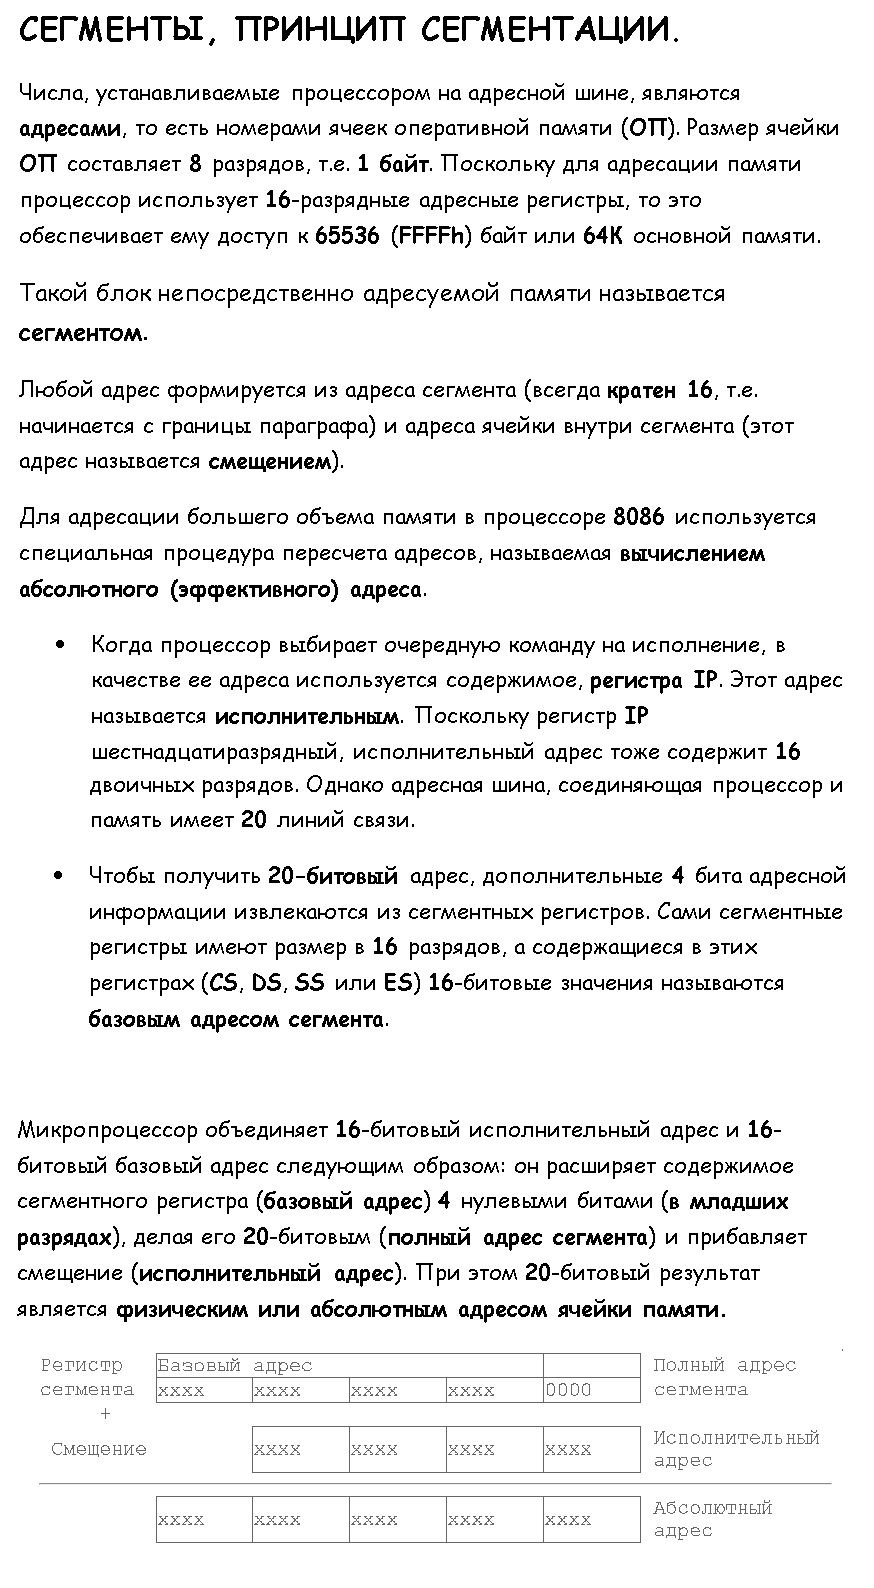 СЕГМЕНТЫ, ПРИНЦИП СЕГМЕНТАЦИИ.
Числа, устанавливаемые процессором на адресной шине, являются
адресами, то есть номерами ячеек оперативной памяти (ОП). Размер ячейки
ОП составляет 8 разрядов, т.е. 1 байт. Поскольку для адресации памяти
процессор использует 16-разрядные адресные регистры, то это
обеспечивает ему доступ к 65536 (FFFFh) байт или 64К основной памяти.
Такой блок непосредственно адресуемой памяти называется
сегментом.
Любой адрес формируется из адреса сегмента (всегда кратен 16, т.е.
начинается с границы параграфа) и адреса ячейки внутри сегмента (этот
адрес называется смещением).
Для адресации большего объема памяти в процессоре 8086 используется
специальная процедура пересчета адресов, называемая вычислением
абсолютного (эффективного) адреса.
• Когда процессор выбирает очередную команду на исполнение, в
качестве ее адреса используется содержимое, регистра IP. Этот адрес
называется исполнительным. Поскольку регистр IP
шестнадцатиразрядный, исполнительный адрес тоже содержит 16
двоичных разрядов. Однако адресная шина, соединяющая процессор и
память имеет 20 линий связи.
• Чтобы получить 20-битовый адрес, дополнительные 4 бита адресной
информации извлекаются из сегментных регистров. Сами сегментные
регистры имеют размер в 16 разрядов, а содержащиеся в этих
регистрах (CS, DS, SS или ES) 16-битовые значения называются
базовым адресом сегмента.
Микропроцессор объединяет 16-битовый исполнительный адрес и 16-
битовый базовый адрес следующим образом: он расширяет содержимое
сегментного регистра (базовый адрес) 4 нулевыми битами (в младших
разрядах), делая его 20-битовым (полный адрес сегмента) и прибавляет
смещение (исполнительный адрес). При этом 20-битовый результат
является физическим или абсолютным адресом ячейки памяти.
Регистр Базовый адрес Полный адрес
сегмента xxxx xxxx xxxx xxxx 0000 сегмента
+
Смещение xxxx xxxx xxxx xxxx Исполнительный
адрес
xxxx xxxx xxxx xxxx xxxx Абсолютный
адрес